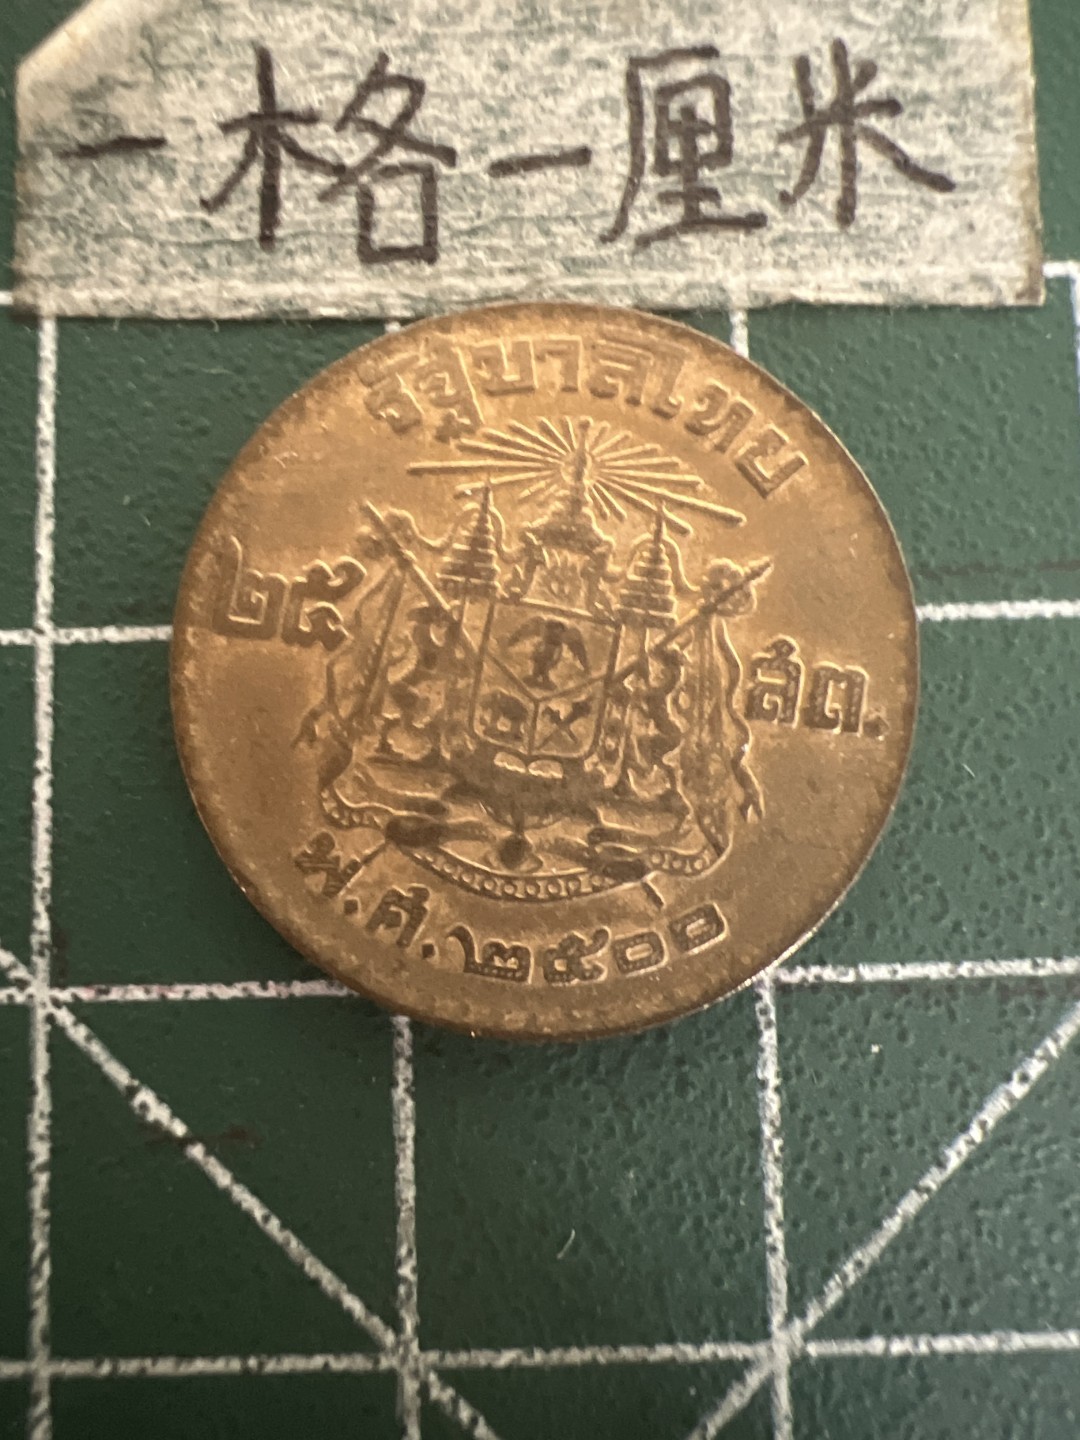 一格一厘米
รัฐบาลไทย
๒๕
สต.
พ.ศ.๒๕๐๐